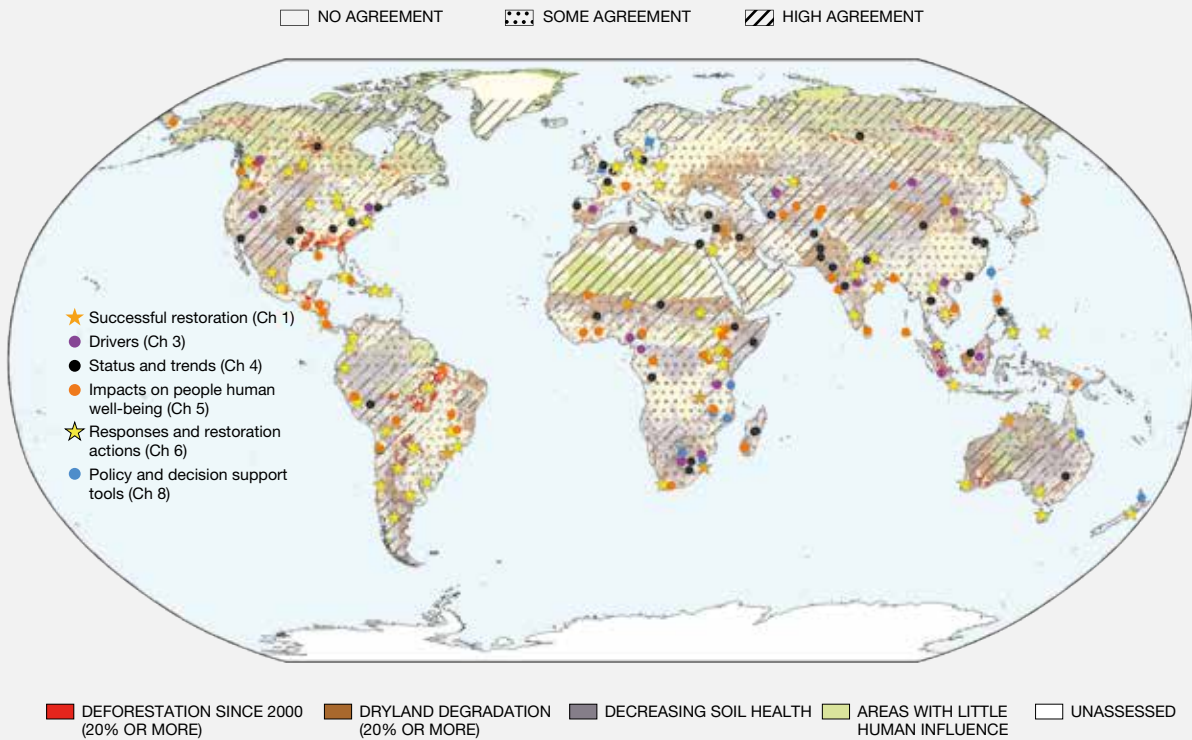 NO AGREEMENT
SOME AGREEMENT
HIGH AGREEMENT
Successful restoration (Ch 1)
Drivers (Ch 3)
Status and trends (Ch 4)
Impacts on people human
well-being (Ch 5)
Responses and restoration
actions (Ch 6)
Policy and decision support
tools (Ch 8)
DEFORESTATION SINCE 2000
(20% OR MORE)
DRYLAND DEGRADATION
(20% OR MORE)
DECREASING SOIL HEALTH
AREAS WITH LITTLE
HUMAN INFLUENCE
UNASSESSED